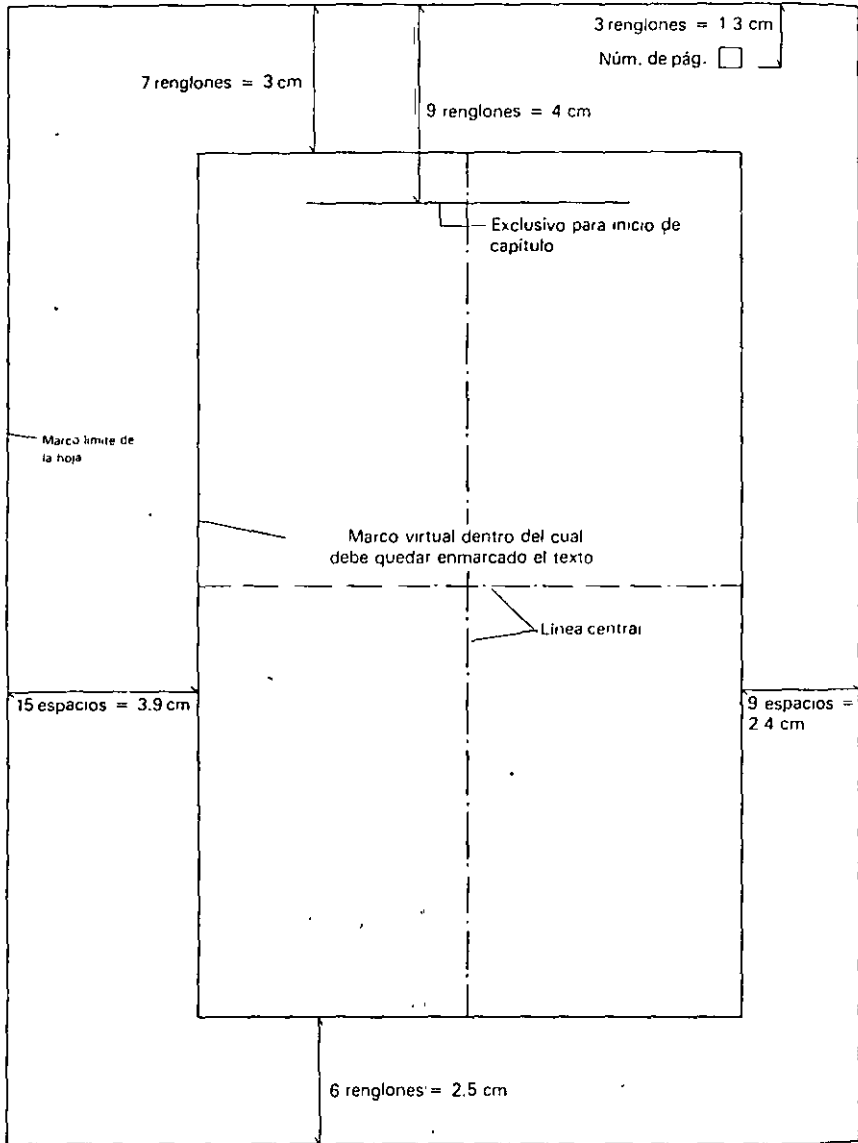 3 renglones = 1 3 cm
Núm. de pág.
7 renglones = 3 cm
9 renglones = 4 cm
Exclusivo para inicio de
capítulo
Marco limite de
la hoja
Marco virtual dentro del cual
debe quedar enmarcado el texto
Línea central
15 espacios = 3.9 cm
9 espacios =
2 4 cm
6 renglones = 2.5 cm